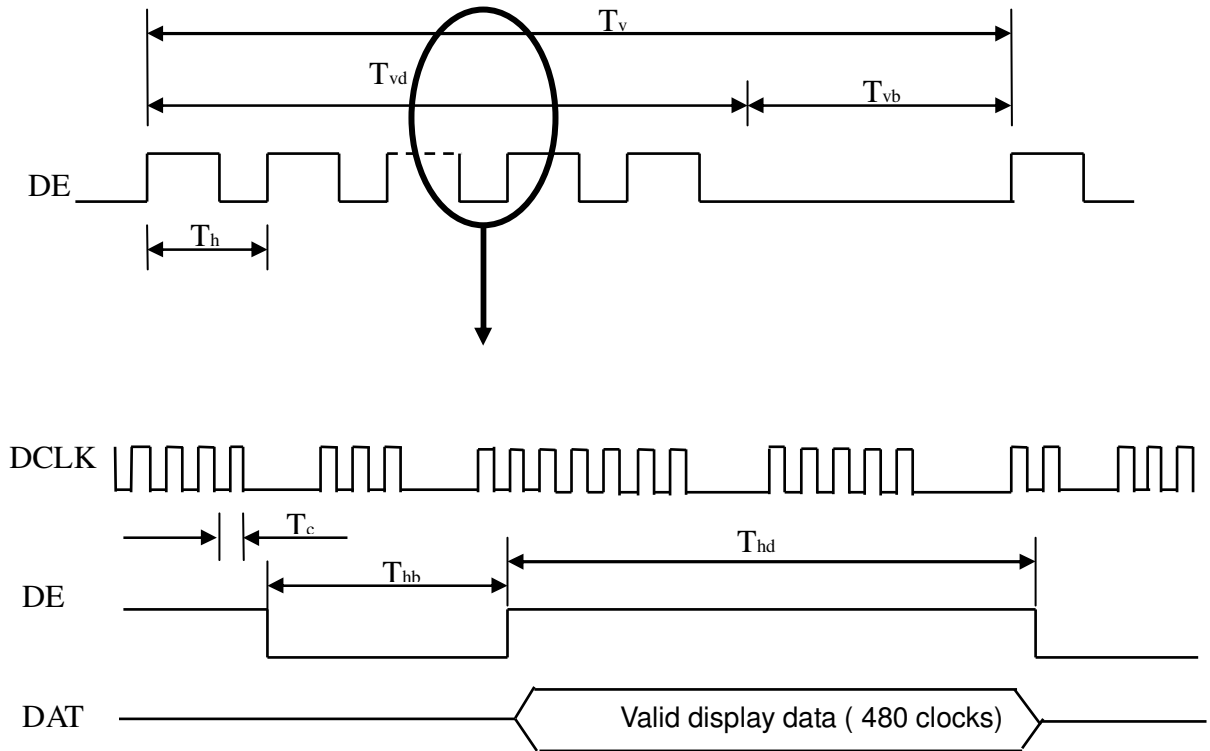 Tv
Tvd
Tvb
DE
Th
DCLK
Tc
Thd
Thb
DE
DAT
Valid display data ( 480 clocks)